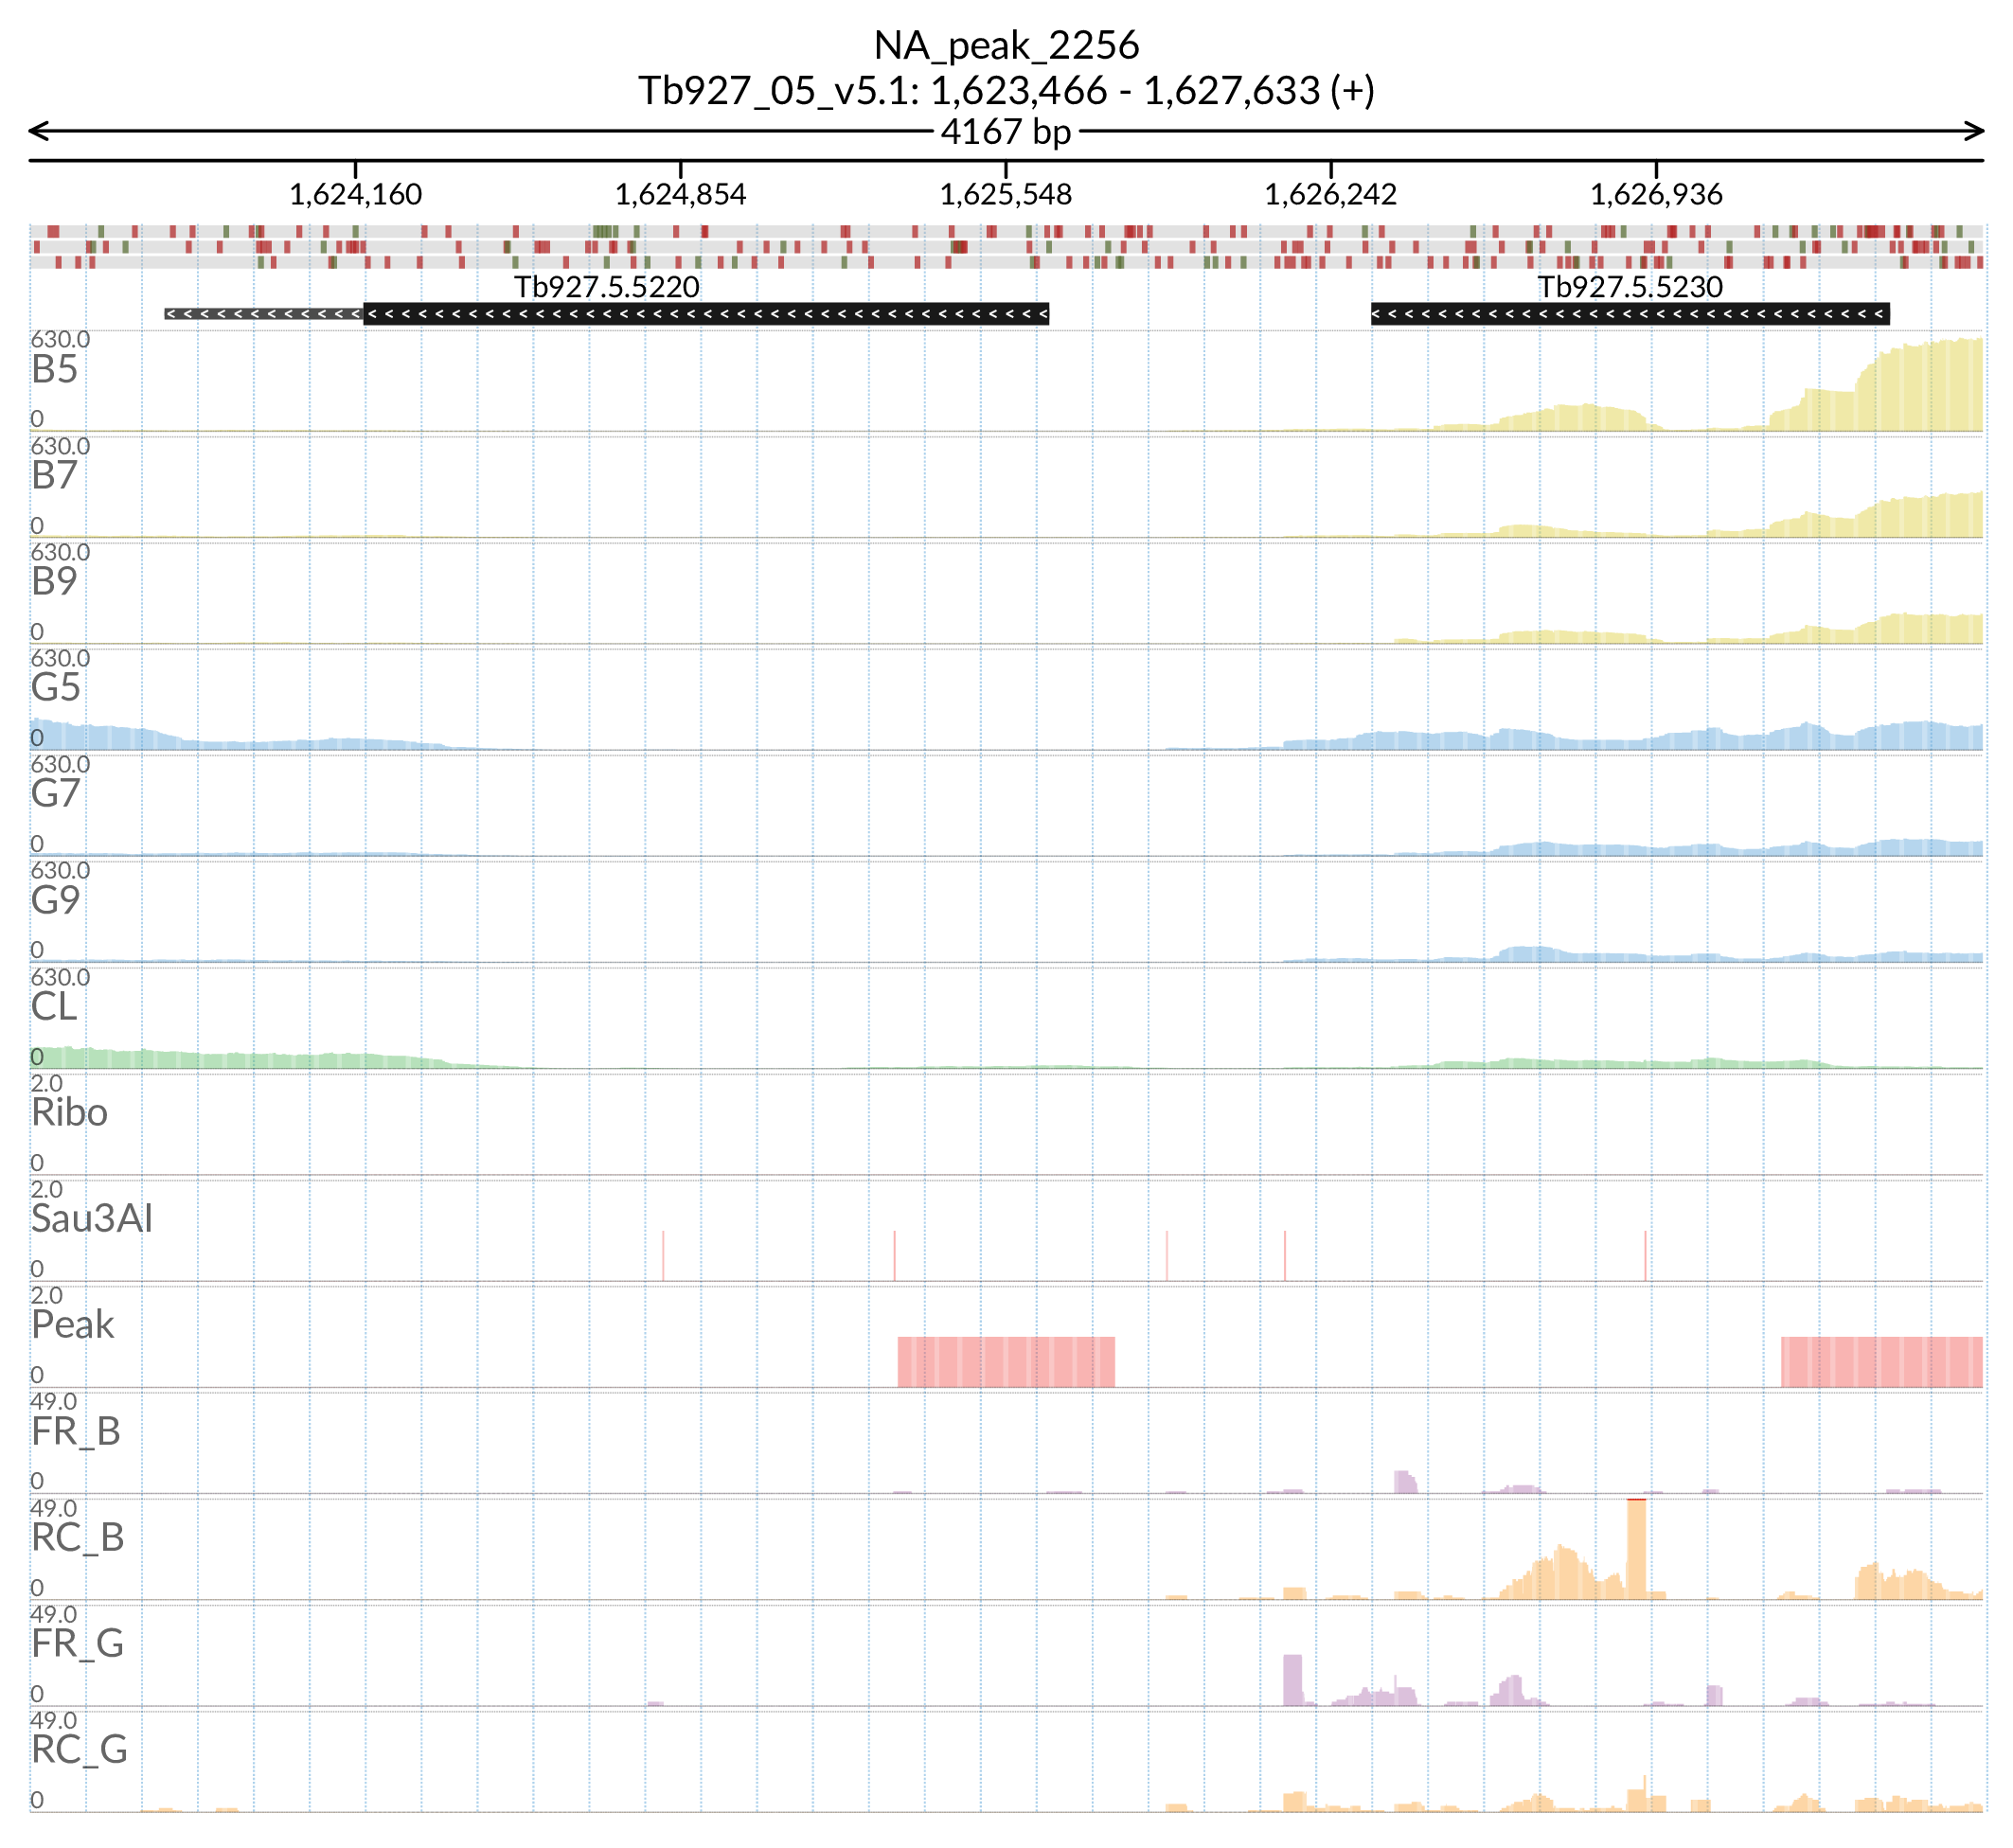 NA_peak_2256
Tb927_05_v5.1: 1,623,466 - 1,627,633 (+)
4167 bp
1,624,160 1,624,854 1,625,548 1,626,242 1,626,936
Tb927.5.5220 Tb927.5.5230
630.0
B5
0
630.0
B7
0
630.0
B9
0
630.0
G5
0
630.0
G7
0
630.0
G9
0
630.0
CL
0
2.0
Ribo
0
2.0
Sau3AI
0
2.0
Peak
0
49.0
FR_B
0
49.0
RC_B
0
49.0
FR_G
0
49.0
RC_G
0